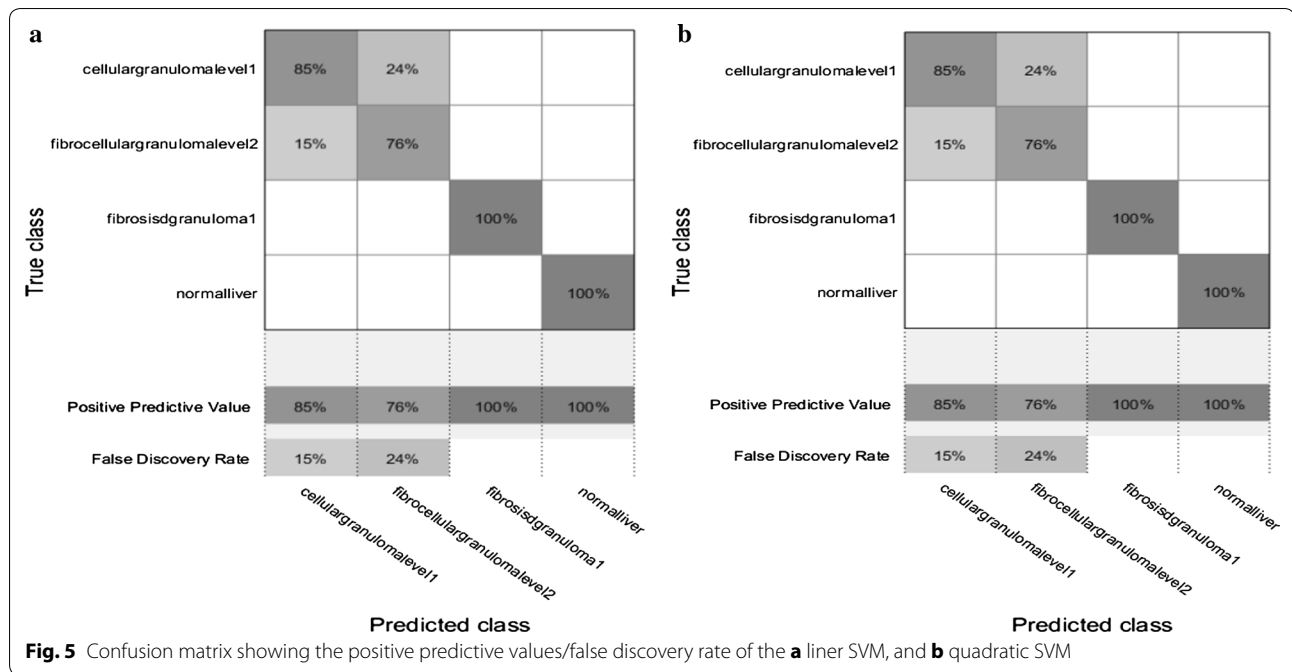 a
cellulargranulomalevel1 85% 24%
fibrocellulargranulomalevel2 15% 76%
fibrosisdgranuloma1 100%
normalliver 100%
True class
Positive Predictive Value 85% 76% 100% 100%
False Discovery Rate 15% 24%
cellulargranulomalevel1
fibrocellulargranulomalevel2
fibrosisdgranuloma1
normalliver
Predicted class
b
cellulargranulomalevel1 85% 24%
fibrocellulargranulomalevel2 15% 76%
fibrosisdgranuloma1 100%
normalliver 100%
True class
Positive Predictive Value 85% 76% 100% 100%
False Discovery Rate 15% 24%
cellulargranulomalevel1
fibrocellulargranulomalevel2
fibrosisdgranuloma1
normalliver
Predicted class
Fig. 5 Confusion matrix showing the positive predictive values/false discovery rate of the a liner SVM, and b quadratic SVM